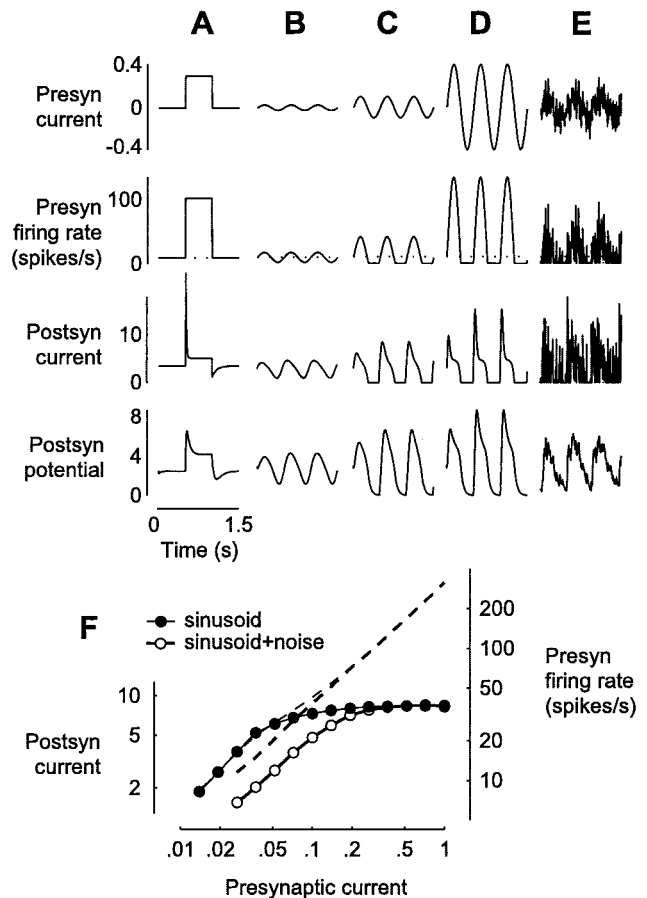 A B C D E
Presyn
current
0.4
0
-0.4
Presyn
firing rate
(spikes/s)
100
0
Postsyn
current
10
0
Postsyn
potential
8
4
0
0 1.5
Time (s)
F
sinusoid
sinusoid+noise
Postsyn
current
10
5
2
200
100
50
20
10
Presyn
firing rate
(spikes/s)
.01 .02 .05 .1 .2 .5 1
Presynaptic current